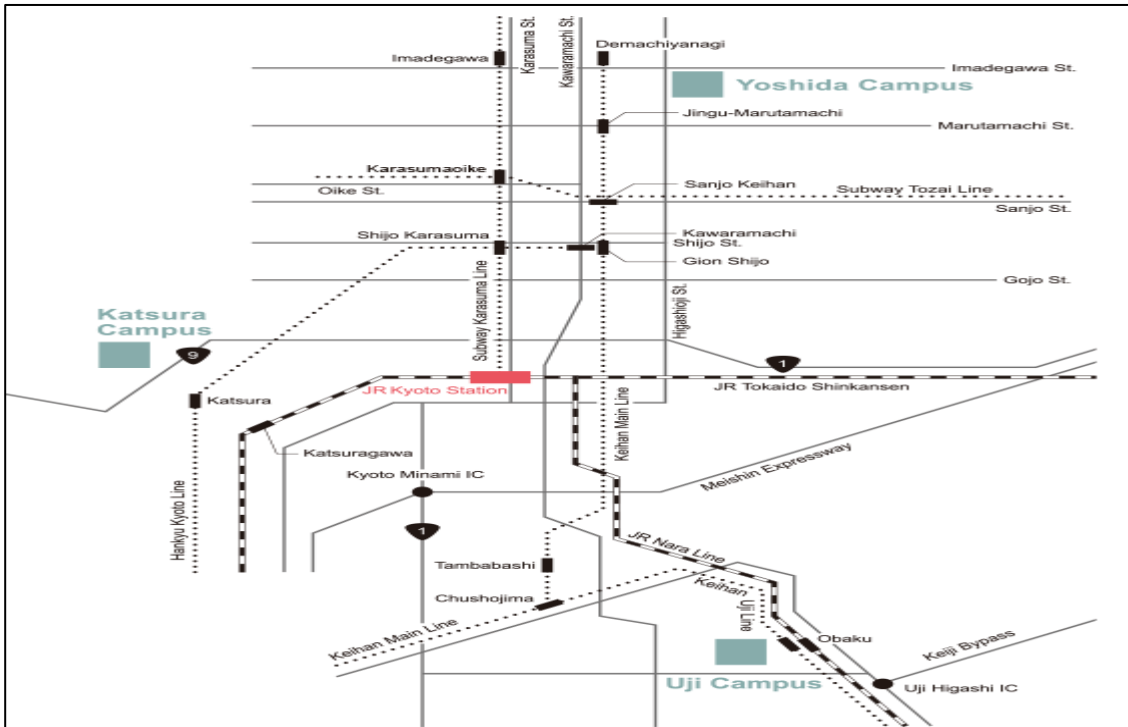 Karasuma St.
Kawaramachi St.
Demachiyanagi
Imadegawa
Imadegawa St.
Yoshida Campus
Jingu-Marutamachi
Marutamachi St.
Karasumaoike
Sanjo Keihan
Subway Tozai Line
Oike St.
Sanjo St.
Shijo Karasuma
Kawaramachi
Shijo St.
Gion Shijo
Gojo St.
Subway Karasuma Line
Higashioji St.
Katsura
Campus
9
1
JR Kyoto Station
JR Tokaido Shinkansen
Katsura
Keihan Main Line
Katsuragawa
Kyoto Minami IC
Meishin Expressway
Hankyu Kyoto Line
1
JR Nara Line
Tambabashi
Keihan
Uji Line
Chushojima
Keihan Main Line
Obaku
Keiji Bypass
Uji Campus
Uji Higashi IC